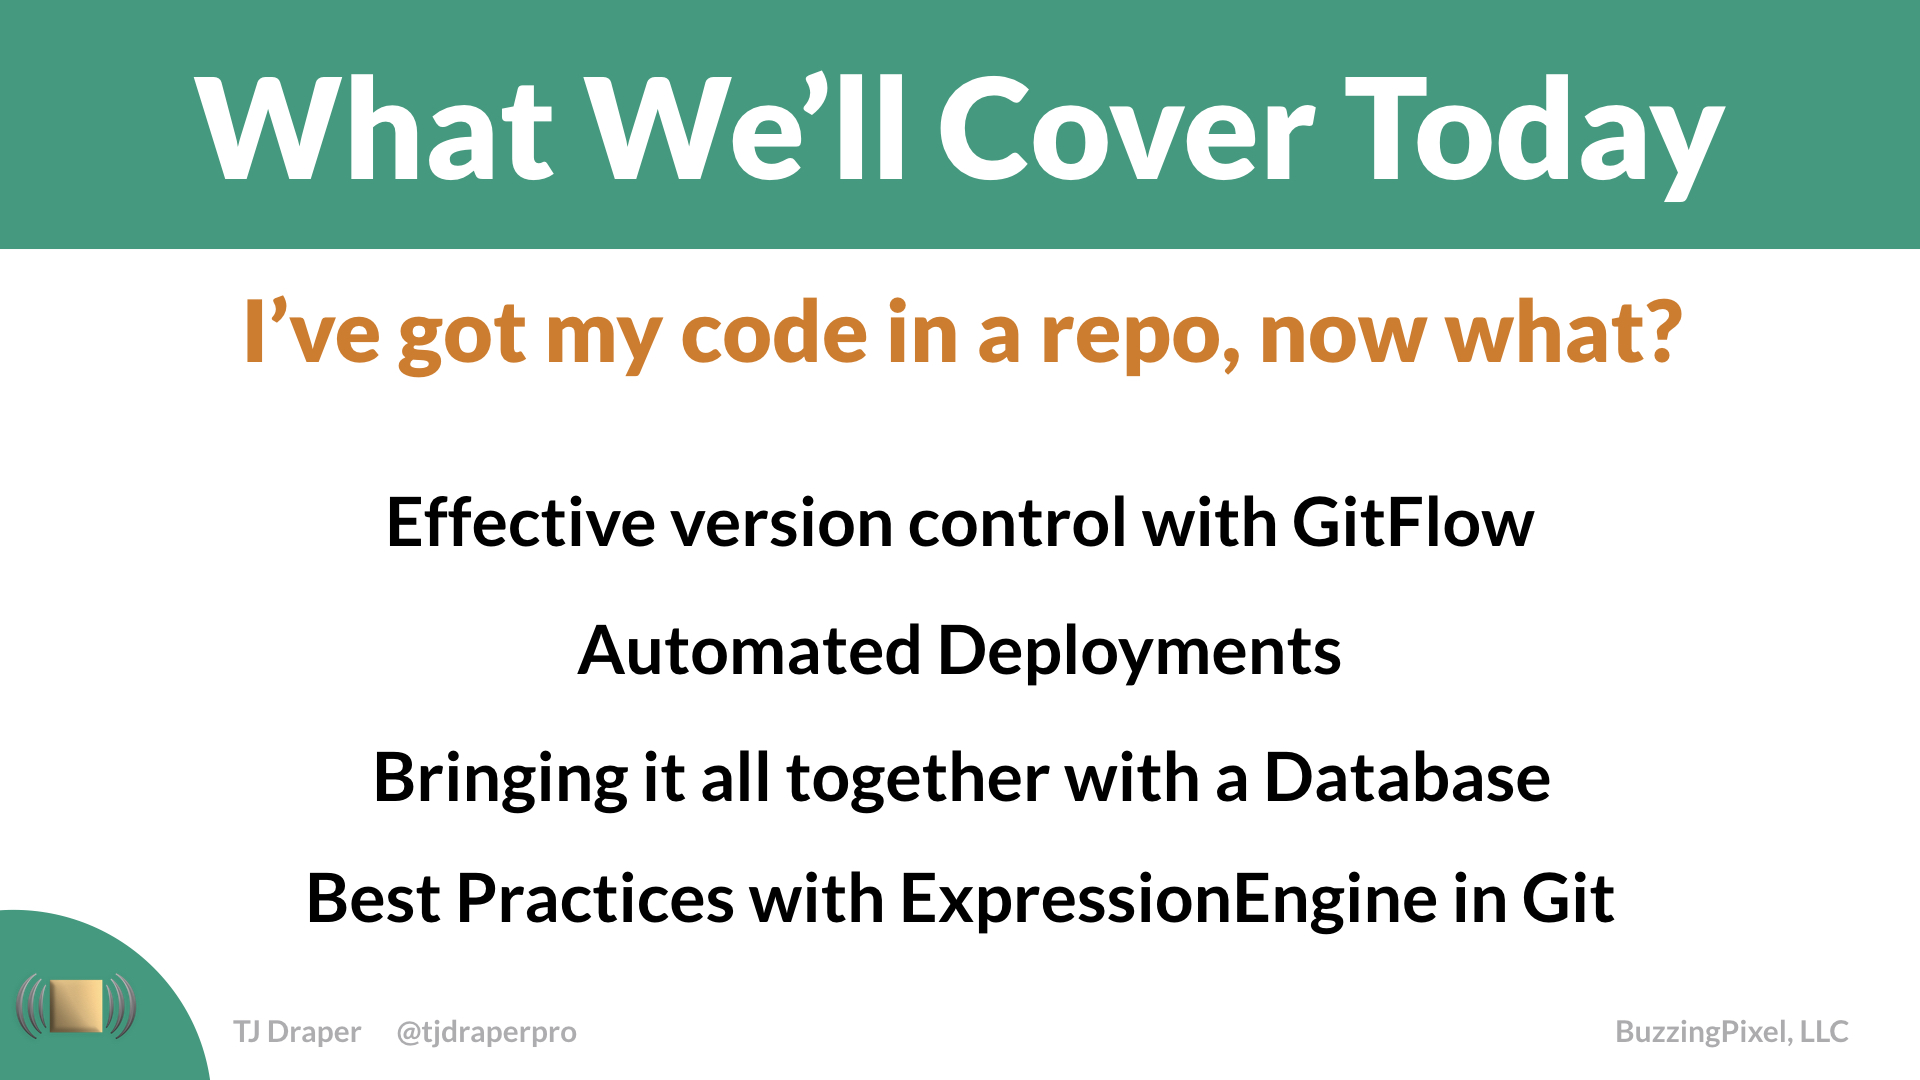 What We’ll Cover Today
I’ve got my code in a repo, now what?
Effective version control with GitFlow
Automated Deployments
Bringing it all together with a Database
Best Practices with ExpressionEngine in Git
TJ Draper @tjdraperpro
BuzzingPixel, LLC